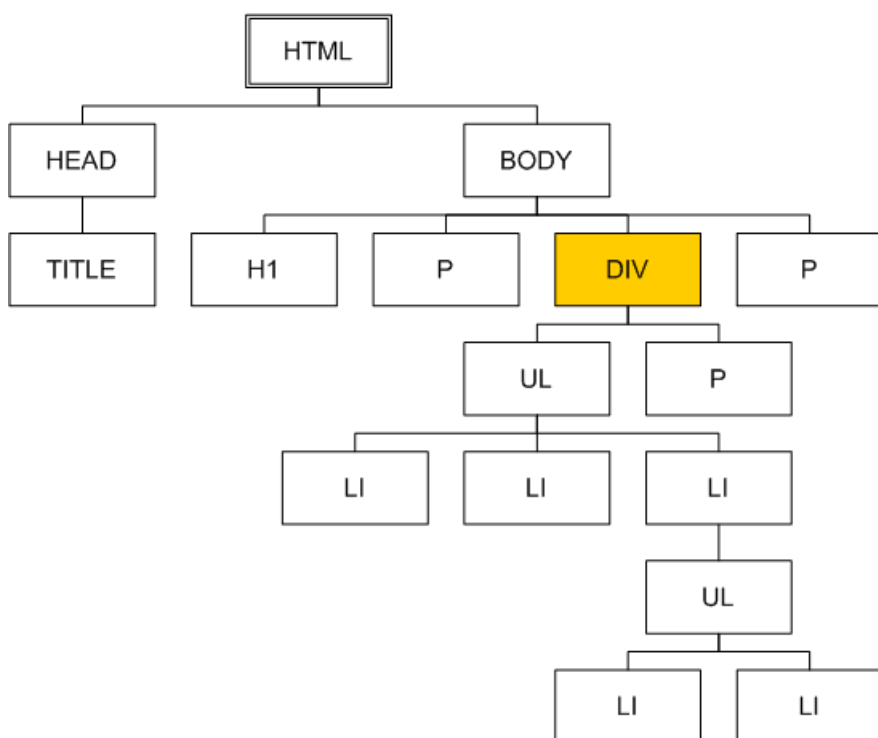 HTML
HEAD BODY
TITLE H1 P DIV P
UL P
LI LI LI
UL
LI LI